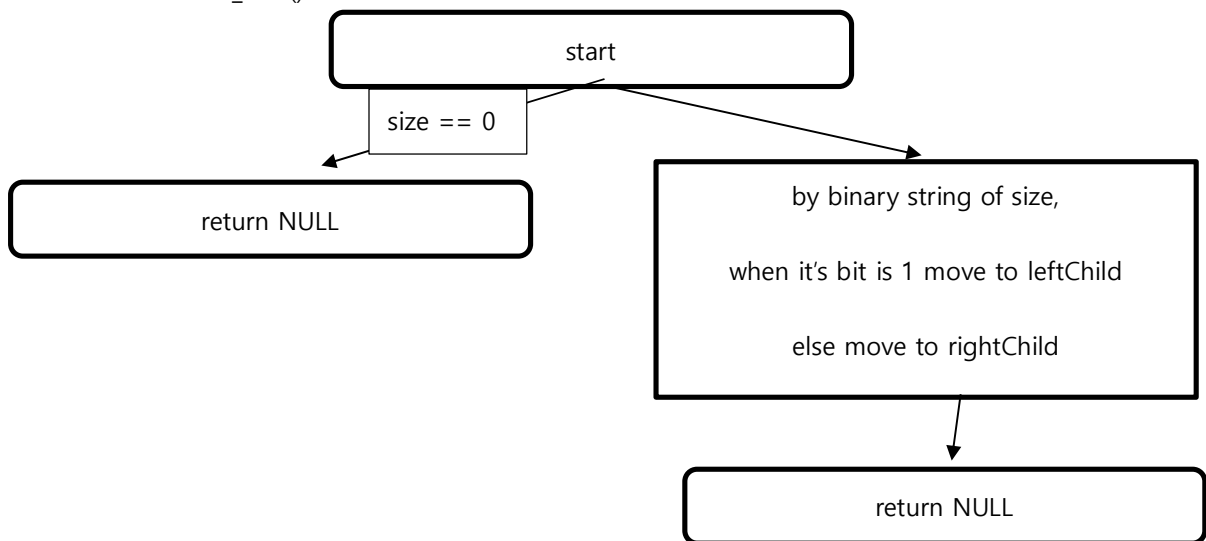 start
size == 0
return NULL
by binary string of size,
when it's bit is 1 move to leftChild
else move to rightChild
return NULL